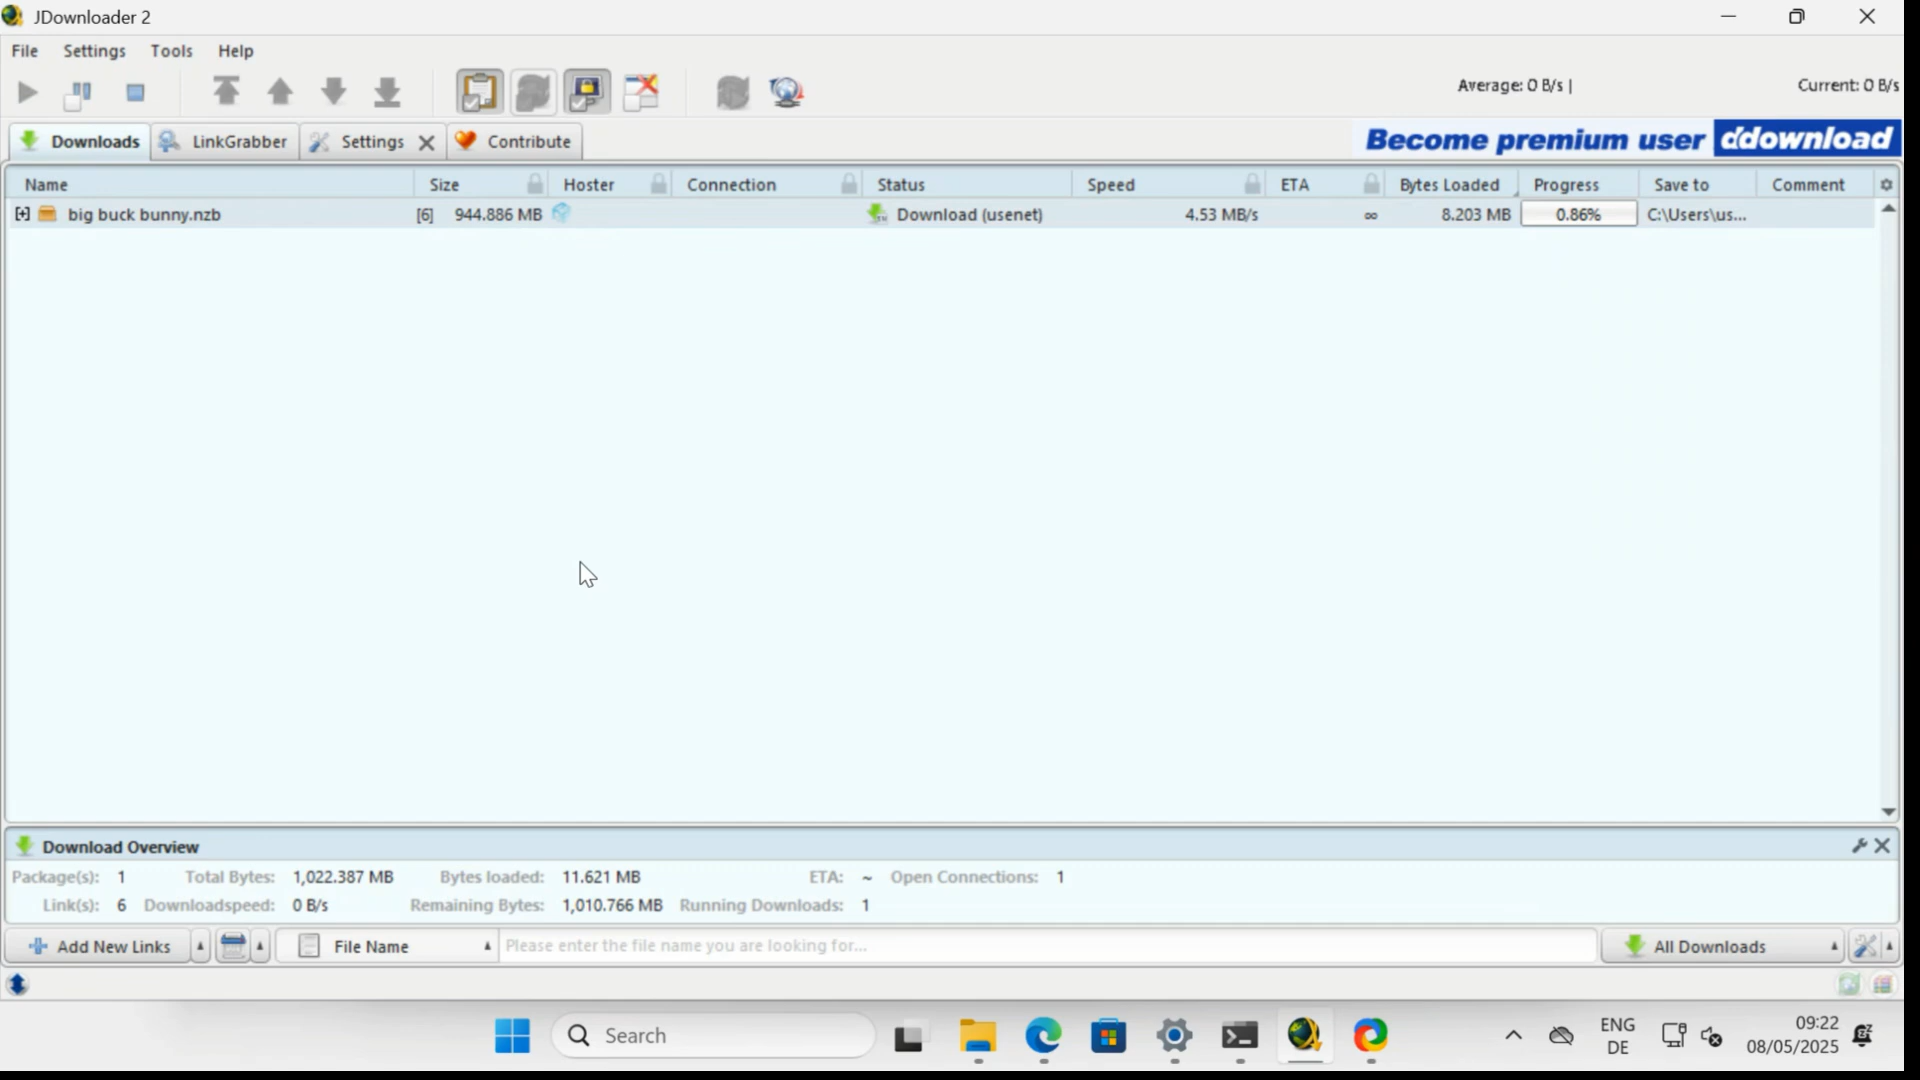 JDownloader 2
File Settings Tools Help
Average: 0 B/s | Current: 0 B/s
Downloads LinkGrabber Settings Contribute Become premium user ddownload
Name Size Hoster Connection Status Speed ETA Bytes Loaded Progress Save to Comment
[+] big buck bunny.nzb [6] 944.886 MB Download (usenet) 4.53 MB/s ∞ 8.203 MB 0.86% C:\Users\us...
Download Overview
Package(s): 1 Total Bytes: 1,022.387 MB Bytes loaded: 11.621 MB ETA: ~ Open Connections: 1
Link(s): 6 Downloadspeed: 0 B/s Remaining Bytes: 1,010.766 MB Running Downloads: 1
Add New Links File Name Please enter the file name you are looking for... All Downloads
Search
ENG 09:22
DE 08/05/2025